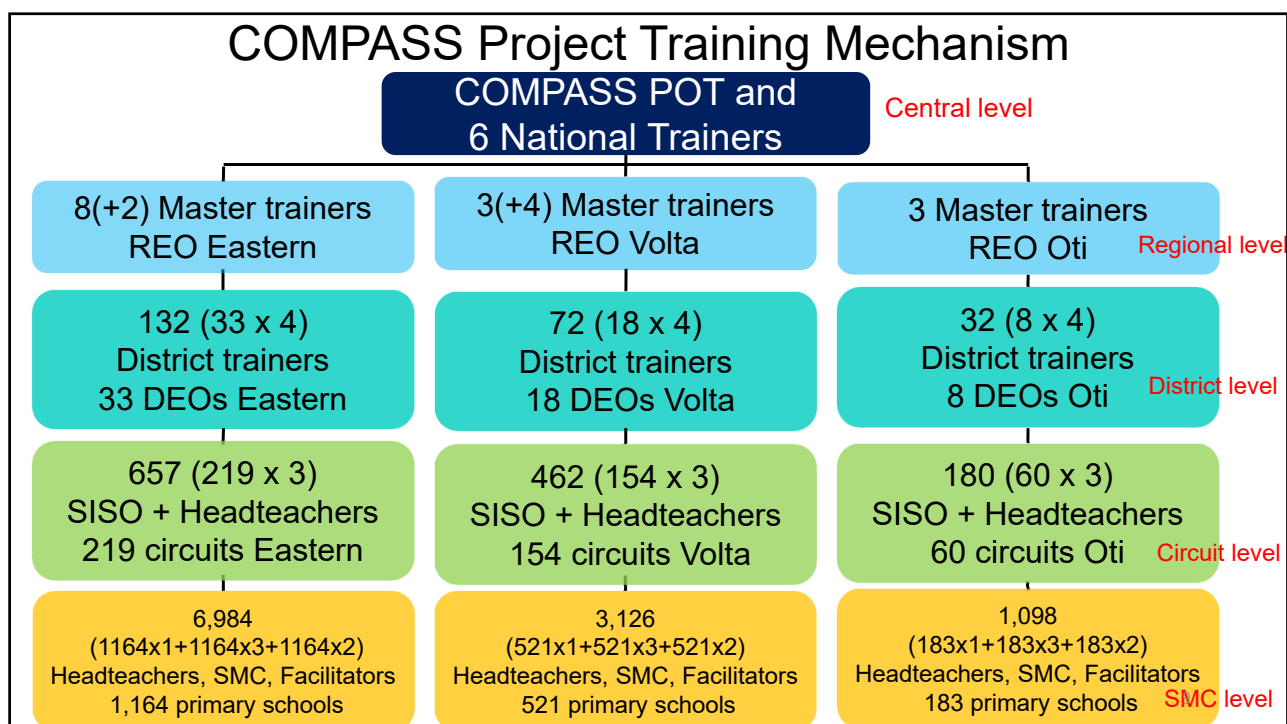 COMPASS Project Training Mechanism
COMPASS POT and
6 National Trainers
Central level
8(+2) Master trainers
REO Eastern
3(+4) Master trainers
REO Volta
3 Master trainers
REO Oti
Regional level
132 (33 x 4)
District trainers
33 DEOs Eastern
72 (18 x 4)
District trainers
18 DEOs Volta
32 (8 x 4)
District trainers
8 DEOs Oti
District level
657 (219 x 3)
SISO + Headteachers
219 circuits Eastern
462 (154 x 3)
SISO + Headteachers
154 circuits Volta
180 (60 x 3)
SISO + Headteachers
60 circuits Oti
Circuit level
6,984
(1164x1+1164x3+1164x2)
Headteachers, SMC, Facilitators
1,164 primary schools
3,126
(521x1+521x3+521x2)
Headteachers, SMC, Facilitators
521 primary schools
1,098
(183x1+183x3+183x2)
Headteachers, SMC, Facilitators
183 primary schools
SMC level